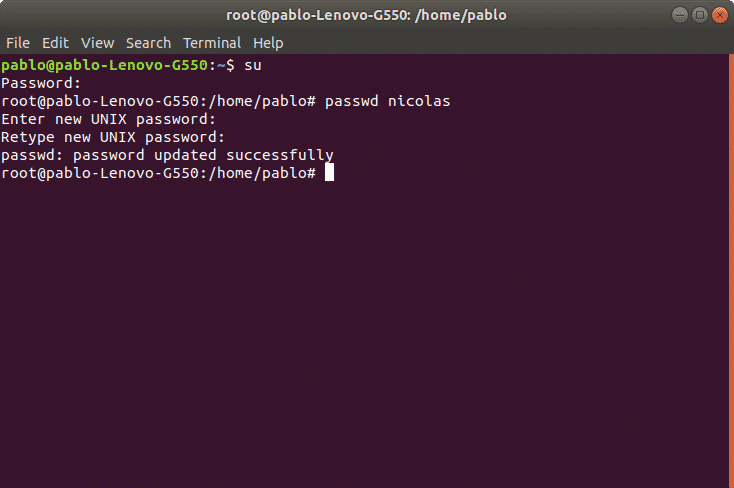 root@pablo-Lenovo-G550: /home/pablo
File Edit View Search Terminal Help
pablo@pablo-Lenovo-G550:~$ su
Password:
root@pablo-Lenovo-G550:/home/pablo# passwd nicolas
Enter new UNIX password:
Retype new UNIX password:
passwd: password updated successfully
root@pablo-Lenovo-G550:/home/pablo#